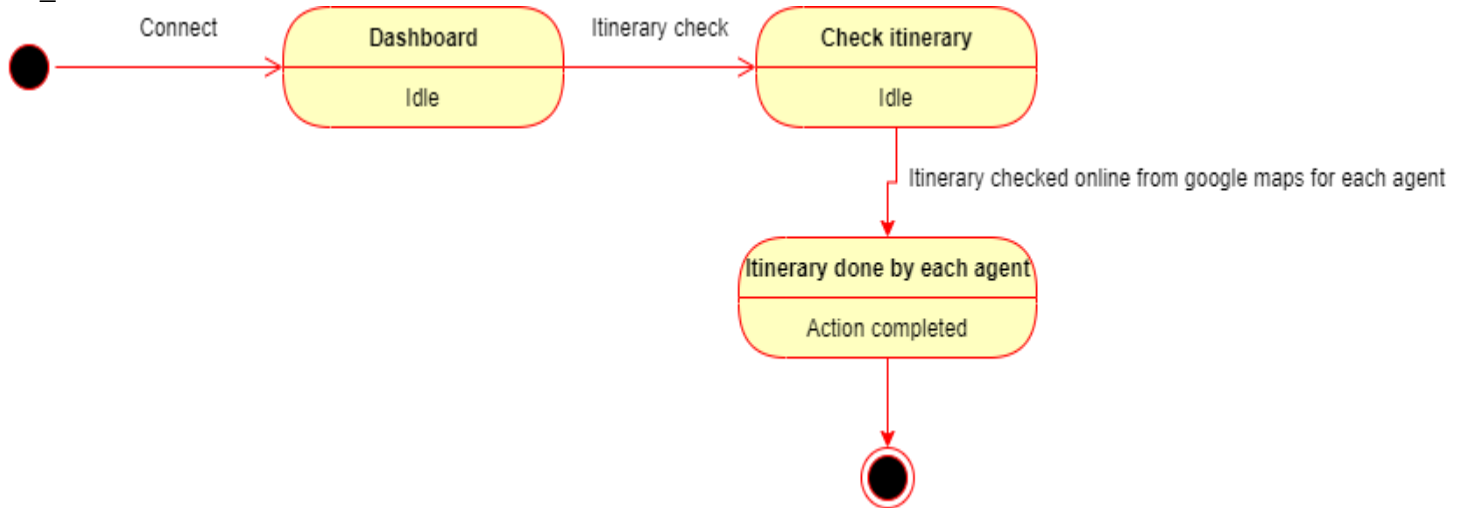 Connect
Dashboard
Idle
Itinerary check
Check itinerary
Idle
Itinerary checked online from google maps for each agent
Itinerary done by each agent
Action completed